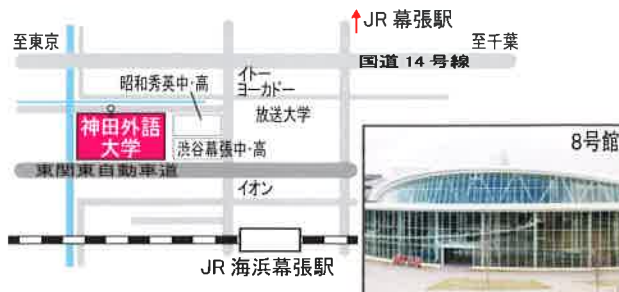 JR 幕張駅
至東京
至千葉
国道 14 号線
昭和秀英中・高
イトー
ヨーカドー
放送大学
神田外語
大学
渋谷幕張中・高
8号館
東関東自動車道
イオン
JR 海浜幕張駅